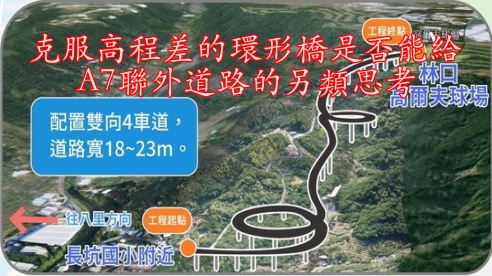 工程終點
克服高程差的環形橋是否能給
A7聯外道路的另類思考
林口
高爾夫球場
配置雙向4車道，
道路寬18~23m。
往八里方向
工程起點
長坑國小附近